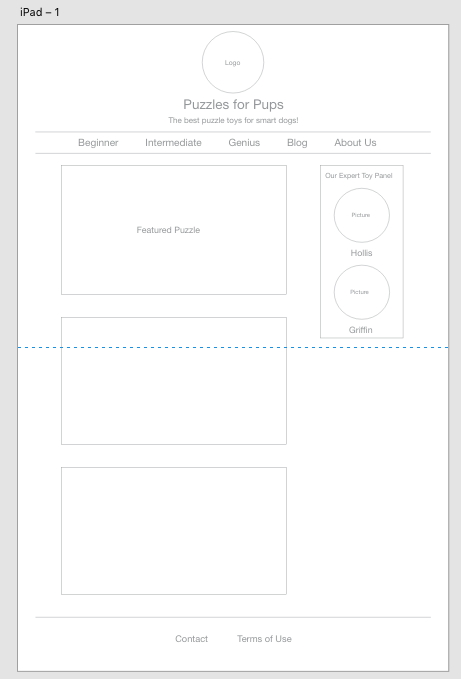 iPad – 1
Logo
Puzzles for Pups
The best puzzle toys for smart dogs!
Beginner Intermediate Genius Blog About Us
Featured Puzzle
Our Expert Toy Panel
Picture
Hollis
Picture
Griffin
Contact Terms of Use